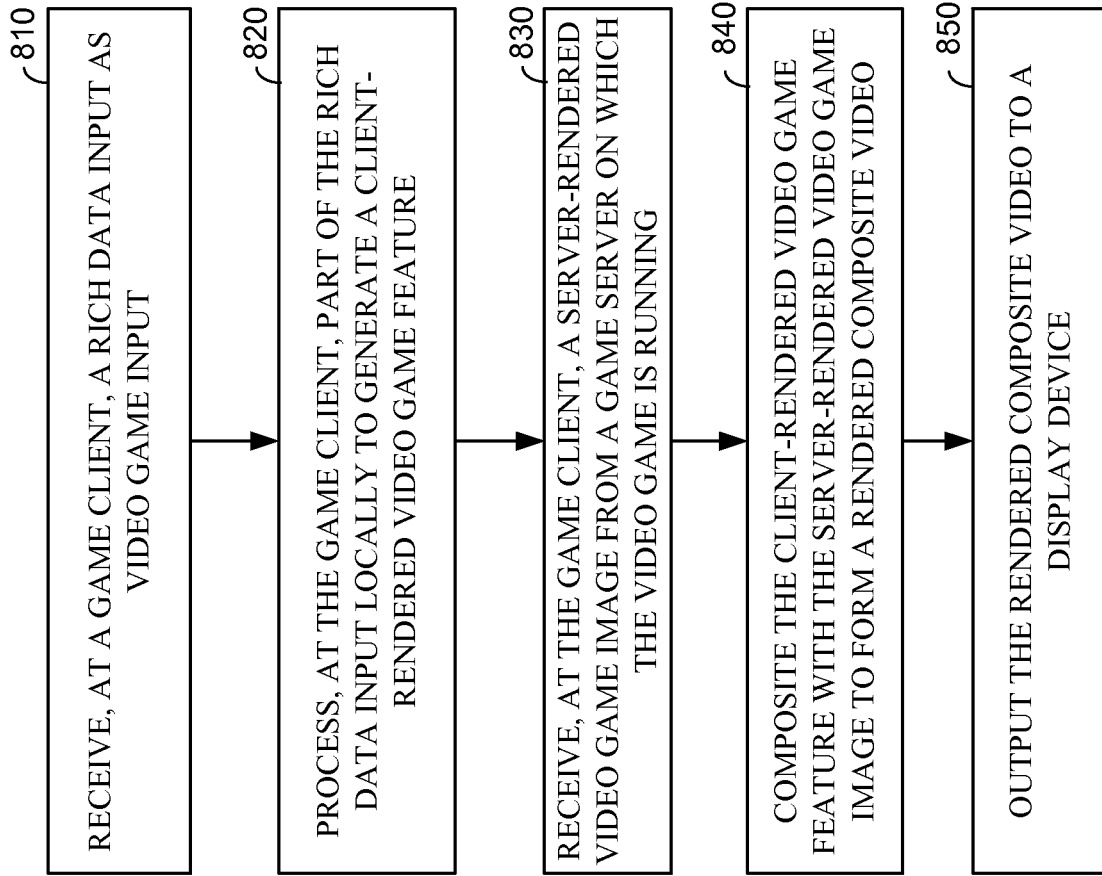 810
RECEIVE, AT A GAME CLIENT, A RICH DATA INPUT AS
VIDEO GAME INPUT
820
PROCESS, AT THE GAME CLIENT, PART OF THE RICH
DATA INPUT LOCALLY TO GENERATE A CLIENT-
RENDERED VIDEO GAME FEATURE
830
RECEIVE, AT THE GAME CLIENT, A SERVER-RENDERED
VIDEO GAME IMAGE FROM A GAME SERVER ON WHICH
THE VIDEO GAME IS RUNNING
840
COMPOSITE THE CLIENT-RENDERED VIDEO GAME
FEATURE WITH THE SERVER-RENDERED VIDEO GAME
IMAGE TO FORM A RENDERED COMPOSITE VIDEO
850
OUTPUT THE RENDERED COMPOSITE VIDEO TO A
DISPLAY DEVICE